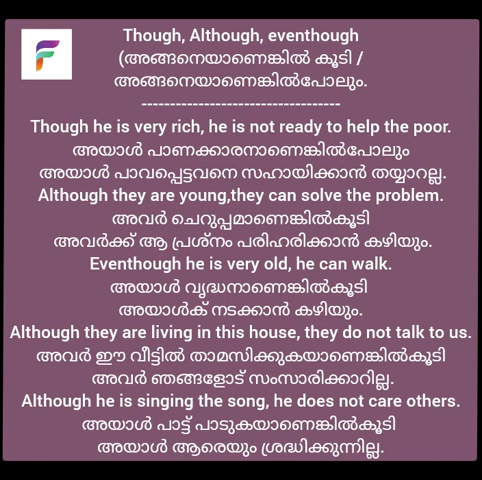 Though, Although, eventhough
(അങ്ങനെയാണെങ്കിൽ കൂടി /
അങ്ങനെയാണെങ്കിൽപോലും.
-----------------------------------
Though he is very rich, he is not ready to help the poor.
അയാൾ പാണക്കാരനാണെങ്കിൽപോലും
അയാൾ പാവപ്പെട്ടവനെ സഹായിക്കാൻ തയ്യാറല്ല.
Although they are young,they can solve the problem.
അവർ ചെറുപ്പമാണെങ്കിൽകൂടി
അവർക്ക് ആ പ്രശ്നം പരിഹരിക്കാൻ കഴിയും.
Eventhough he is very old, he can walk.
അയാൾ വൃദ്ധനാണെങ്കിൽകൂടി
അയാൾക് നടക്കാൻ കഴിയും.
Although they are living in this house, they do not talk to us.
അവർ ഈ വീട്ടിൽ താമസിക്കുകയാണെങ്കിൽകൂടി
അവർ ഞങ്ങളോട് സംസാരിക്കാറില്ല.
Although he is singing the song, he does not care others.
അയാൾ പാട്ട് പാടുകയാണെങ്കിൽകൂടി
അയാൾ ആരെയും ശ്രദ്ധിക്കുന്നില്ല.